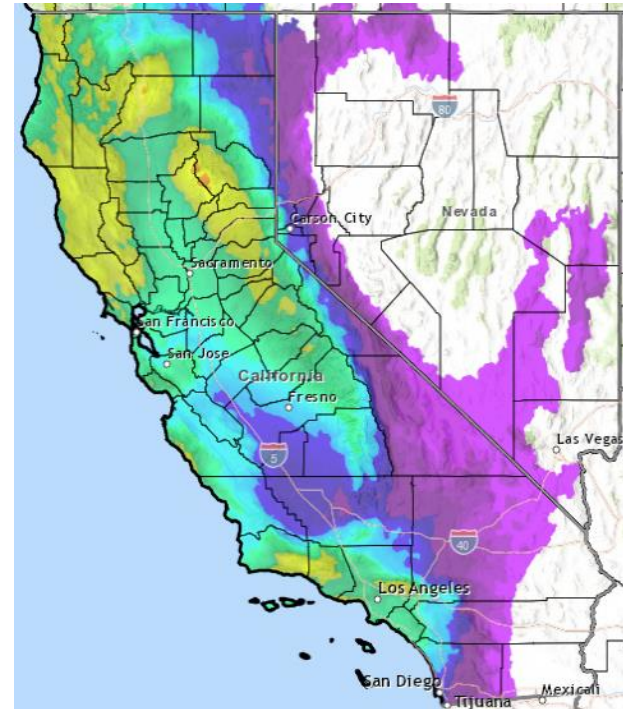 80
Nevada
Carson City
Sacramento
San Francisco
San Jose
California
Fresno
5
Las Vegas
40
Los Angeles
San Diego
Tijuana
Mexicali